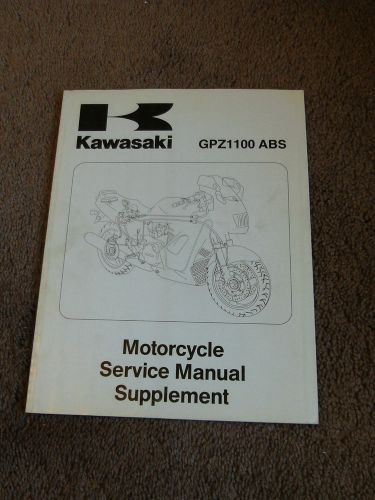 Kawasaki
GPZ1100 ABS
Motorcycle
Service Manual
Supplement